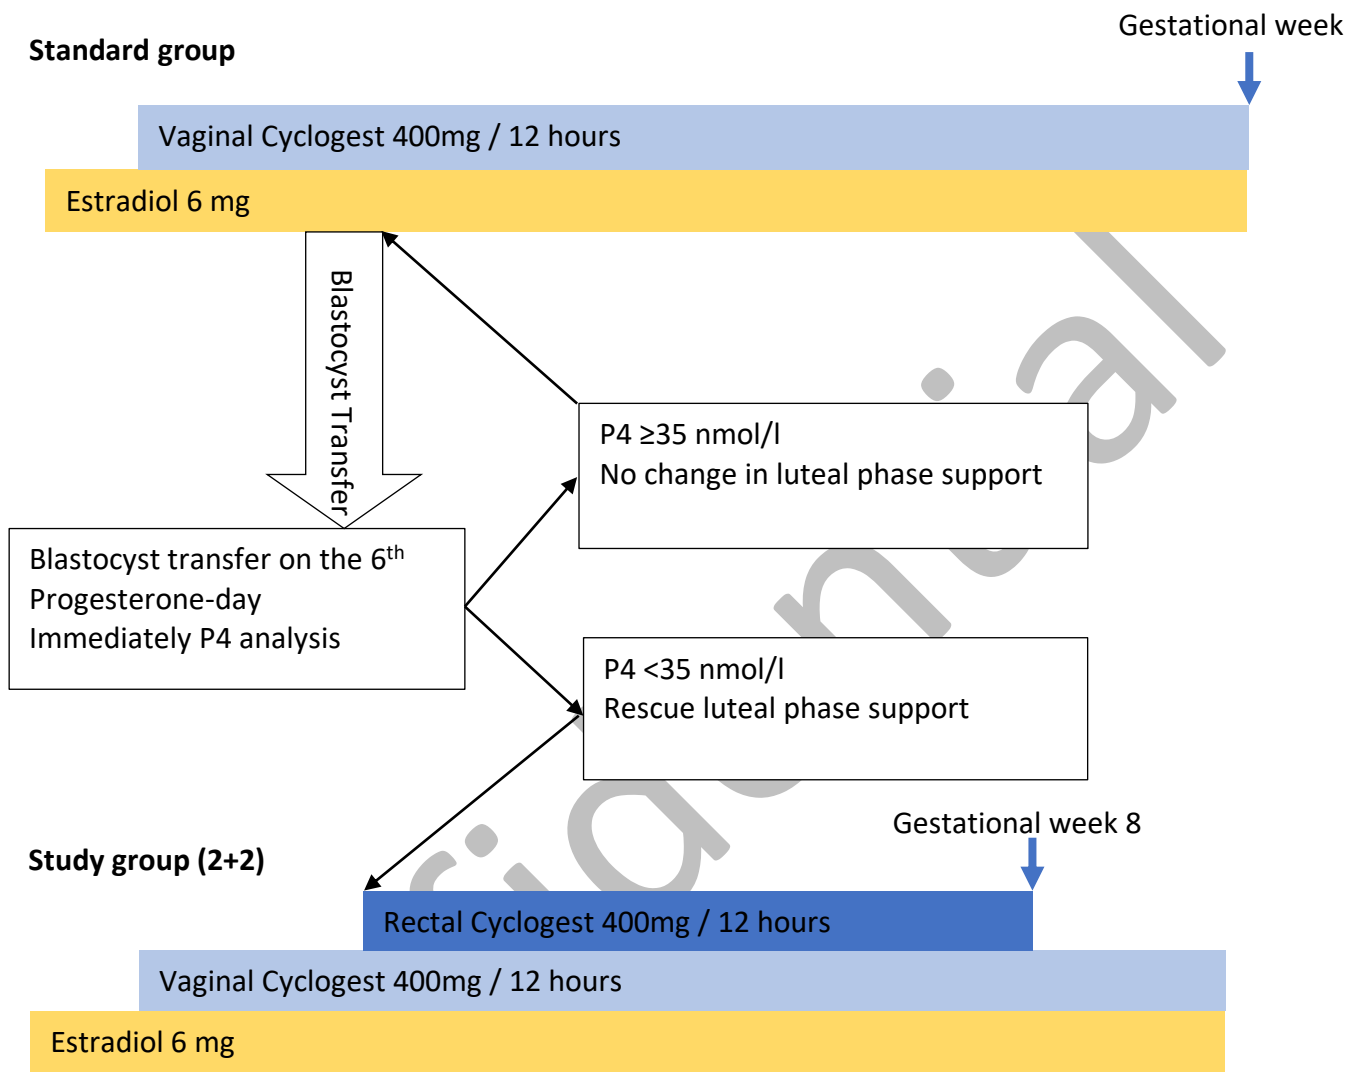 Gestational week
Standard group
Vaginal Cyclogest 400mg / 12 hours
Estradiol 6 mg
Blastocyst Transfer
P4 ≥35 nmol/l
No change in luteal phase support
Blastocyst transfer on the 6th
Progesterone-day
Immediately P4 analysis
P4 <35 nmol/l
Rescue luteal phase support
Gestational week 8
Study group (2+2)
Rectal Cyclogest 400mg / 12 hours
Vaginal Cyclogest 400mg / 12 hours
Estradiol 6 mg